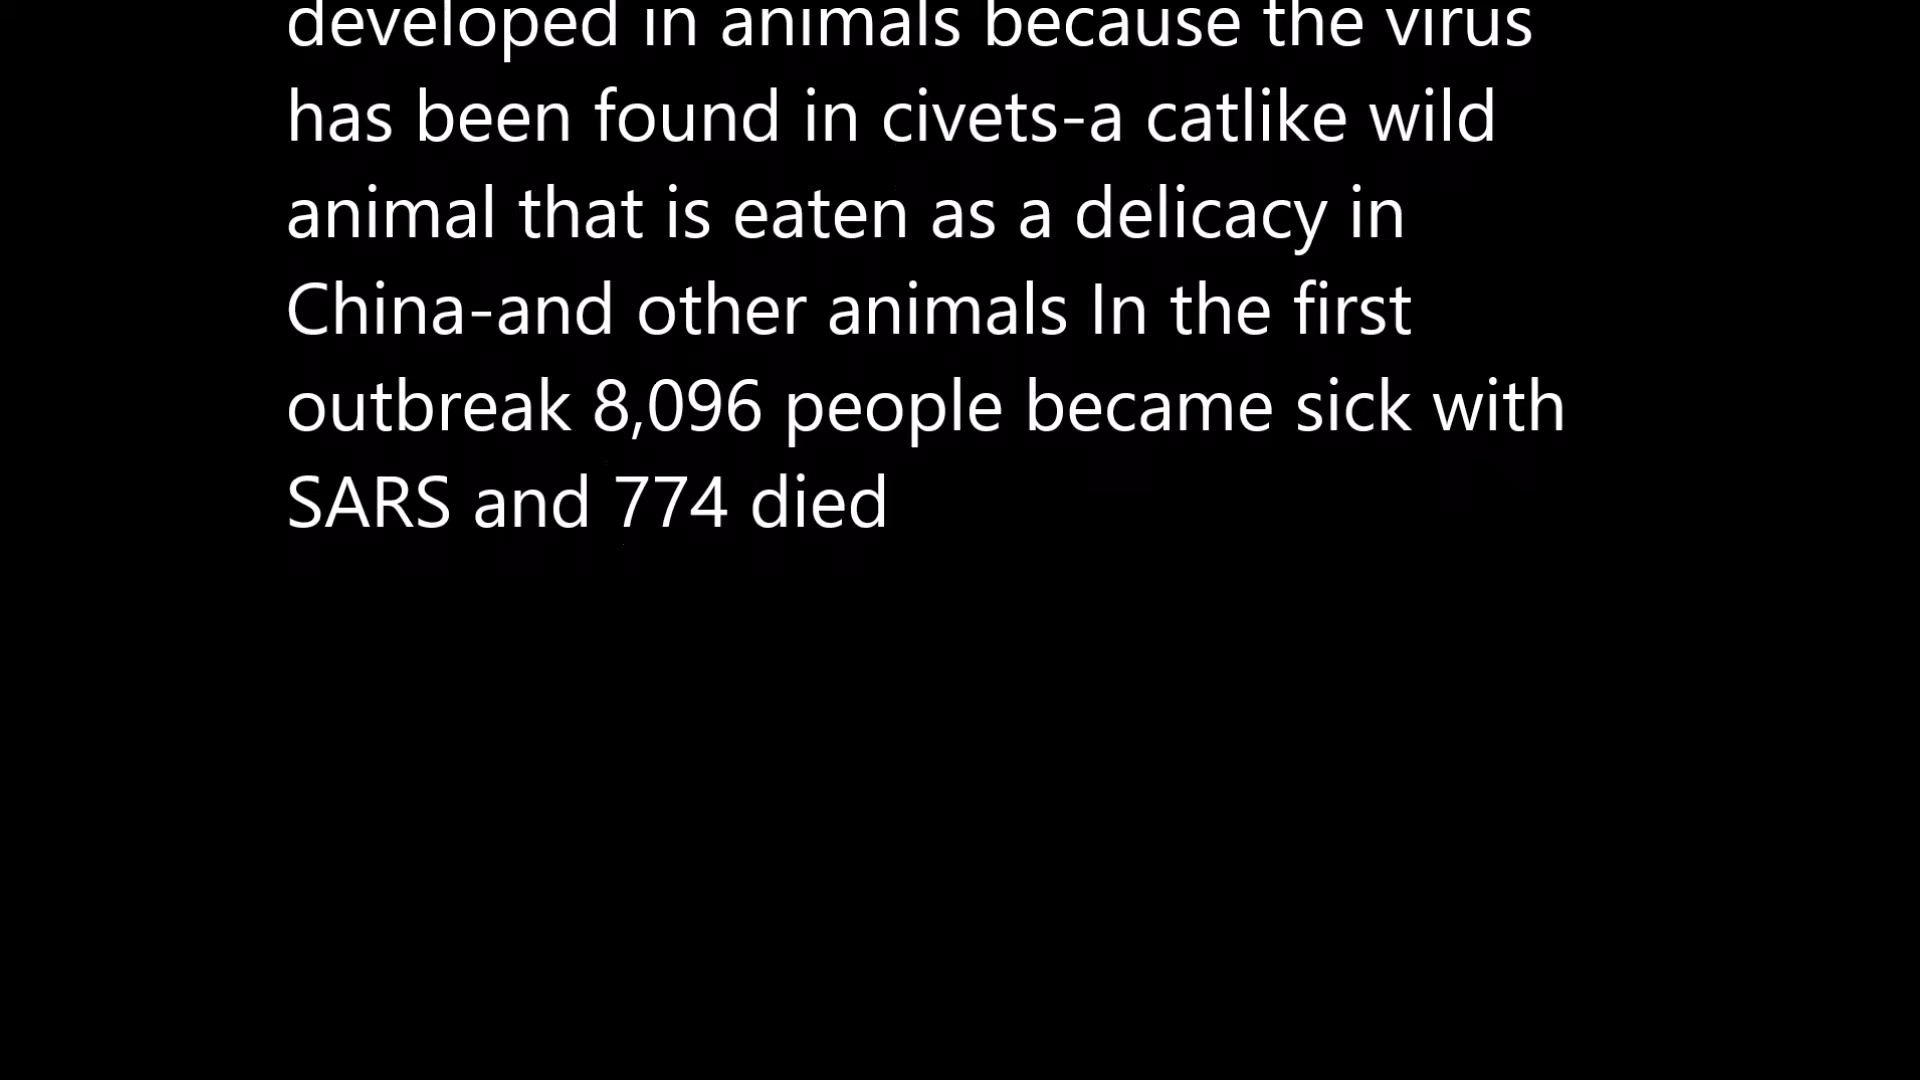 developed in animals because the virus
has been found in civets-a catlike wild
animal that is eaten as a delicacy in
China-and other animals In the first
outbreak 8,096 people became sick with
SARS and 774 died